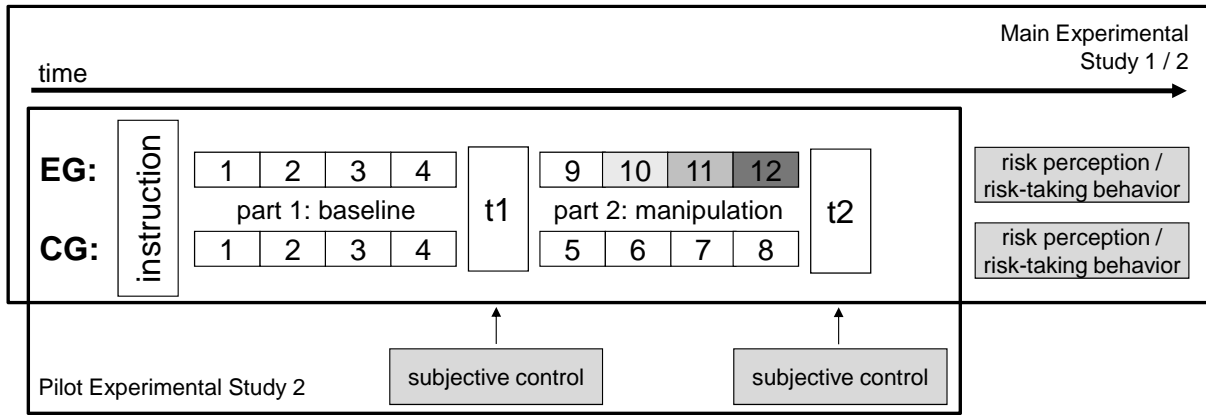 Main Experimental
Study 1 / 2
time
EG:
instruction
1 2 3 4
t1
9 10 11 12
t2
risk perception /
risk-taking behavior
part 1: baseline
part 2: manipulation
CG:
1 2 3 4
5 6 7 8
risk perception /
risk-taking behavior
Pilot Experimental Study 2
subjective control
subjective control